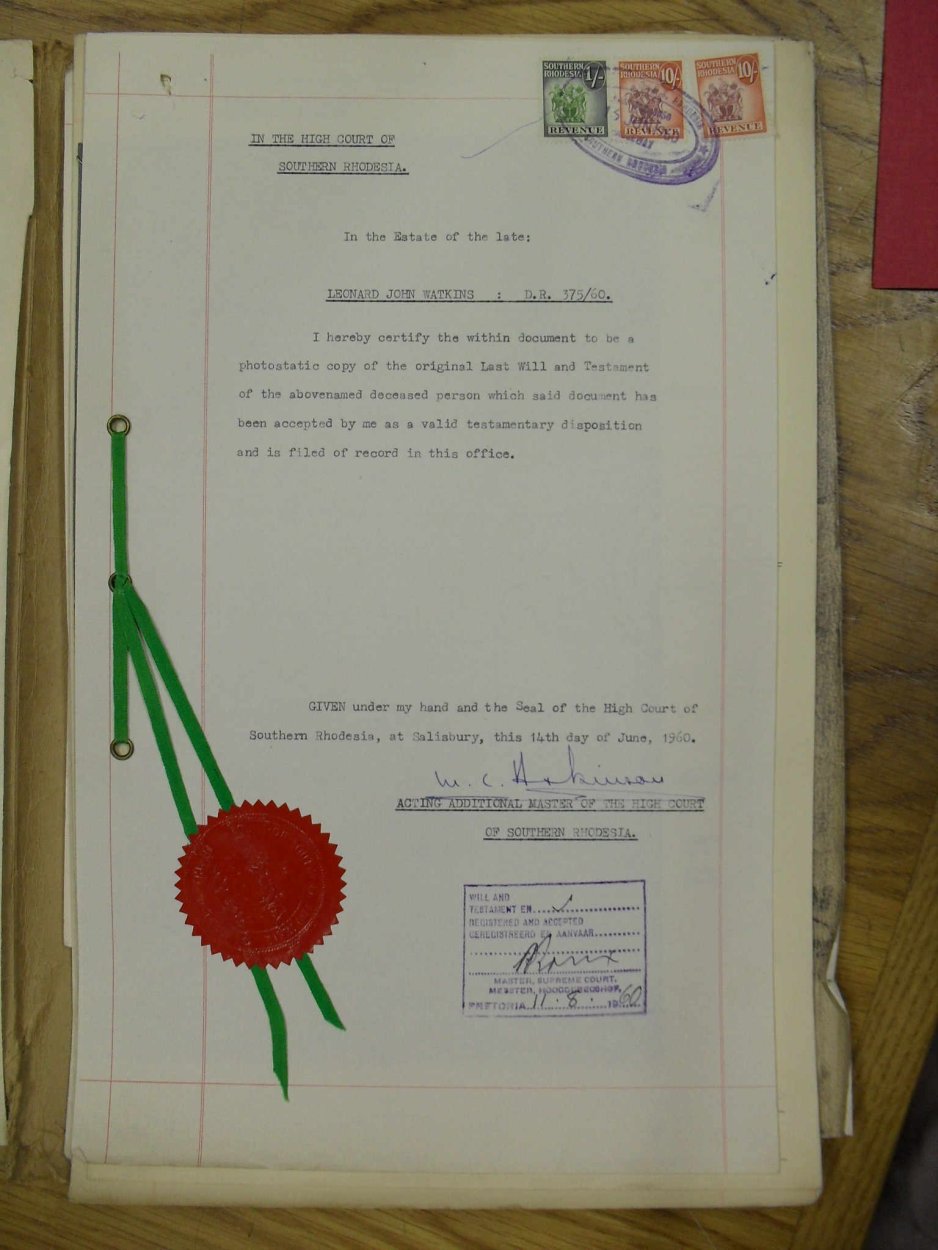 SOUTHERN RHODESIA 1/- REVENUE
SOUTHERN RHODESIA 10/- REVENUE
SOUTHERN RHODESIA 10/- REVENUE
IN THE HIGH COURT OF
SOUTHERN RHODESIA.
In the Estate of the late:
LEONARD JOHN WATKINS : D.R. 375/60.
I hereby certify the within document to be a
photostatic copy of the original Last Will and Testament
of the abovenamed deceased person which said document has
been accepted by me as a valid testamentary disposition
and is filed of record in this office.
GIVEN under my hand and the Seal of the High Court of
Southern Rhodesia, at Salisbury, this 14th day of June, 1960.
M. C.
ACTING ADDITIONAL MASTER OF THE HIGH COURT
OF SOUTHERN RHODESIA.
WILL AND
TESTAMENT EN
REGISTERED AND ACCEPTED
GEREGISTREERD EN AANVAAR
MASTER, SUPREME COURT.
MEESTER, HOOGGEREGSHOF,
PRETORIA 11.8. 1960